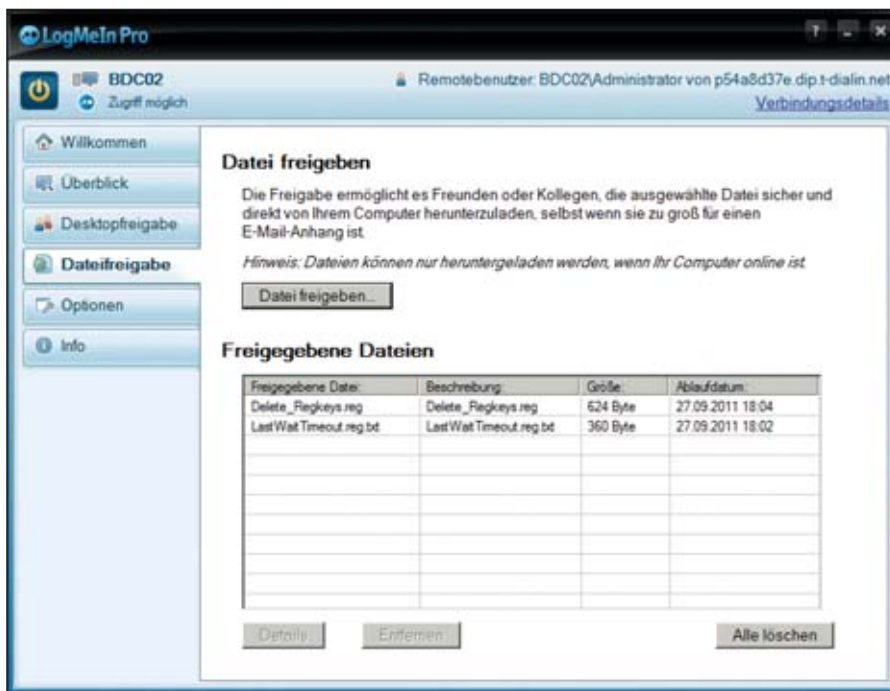 LogMeIn Pro
BDC02
Zugriff möglich
Remotebenutzer: BDC02\Administrator von p54a8d37e.dip.t-dialin.net
Verbindungsdetails
Willkommen
Überblick
Desktopfreigabe
Dateifreigabe
Optionen
Info
Datei freigeben
Die Freigabe ermöglicht es Freunden oder Kollegen, die ausgewählte Datei sicher und
direkt von Ihrem Computer herunterzuladen, selbst wenn sie zu groß für einen
E-Mail-Anhang ist.
Hinweis: Dateien können nur heruntergeladen werden, wenn Ihr Computer online ist.
Datei freigeben...
Freigegebene Dateien
Freigegebene Datei: Beschreibung: Größe: Ablaufdatum:
Delete_Regkeys.reg Delete_Regkeys.reg 624 Byte 27.09.2011 18:04
LastWaitTimeout.reg.txt LastWaitTimeout.reg.txt 360 Byte 27.09.2011 18:02
Details Entfernen Alle löschen